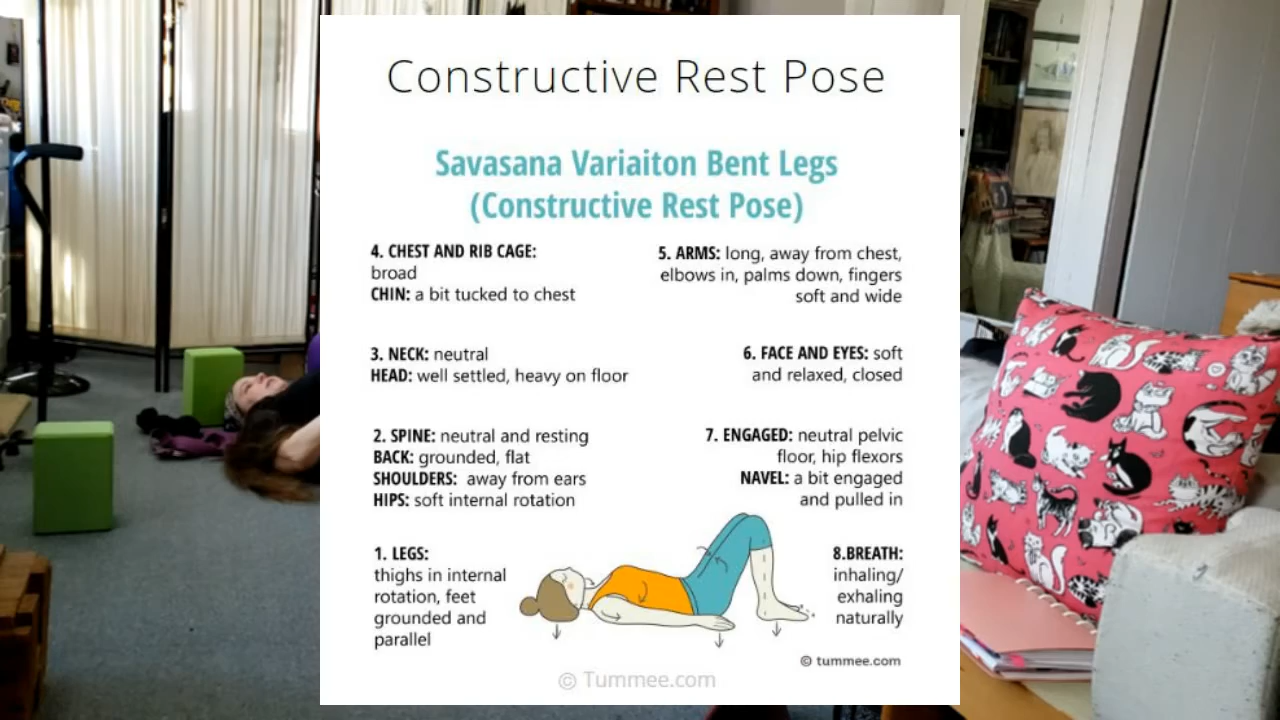 Constructive Rest Pose
Savasana Variaiton Bent Legs
(Constructive Rest Pose)
4. CHEST AND RIB CAGE:
broad
CHIN: a bit tucked to chest
5. ARMS: long, away from chest,
elbows in, palms down, fingers
soft and wide
3. NECK: neutral
HEAD: well settled, heavy on floor
6. FACE AND EYES: soft
and relaxed, closed
2. SPINE: neutral and resting
BACK: grounded, flat
SHOULDERS: away from ears
HIPS: soft internal rotation
7. ENGAGED: neutral pelvic
floor, hip flexors
NAVEL: a bit engaged
and pulled in
1. LEGS:
thighs in internal
rotation, feet
grounded and
parallel
8.BREATH:
inhaling/
exhaling
naturally
© tummee.com
© Tummee.com